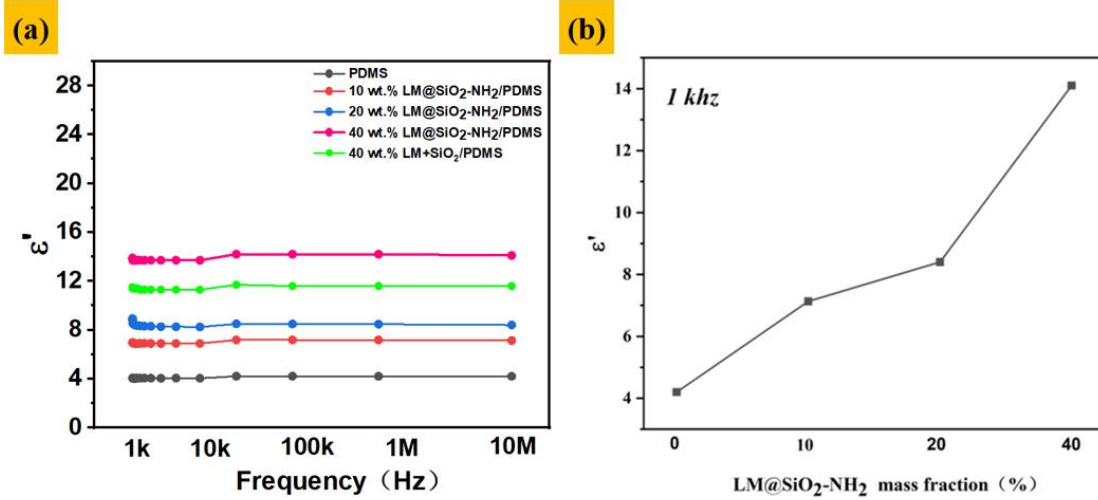 (a)
28
24
20
16
12
8
4
0
ε'
PDMS
10 wt.% LM@SiO2-NH2/PDMS
20 wt.% LM@SiO2-NH2/PDMS
40 wt.% LM@SiO2-NH2/PDMS
40 wt.% LM+SiO2/PDMS
1k 10k 100k 1M 10M
Frequency（Hz）
(b)
1 khz
14
12
10
8
6
4
ε'
0 10 20 40
LM@SiO2-NH2 mass fraction（%）